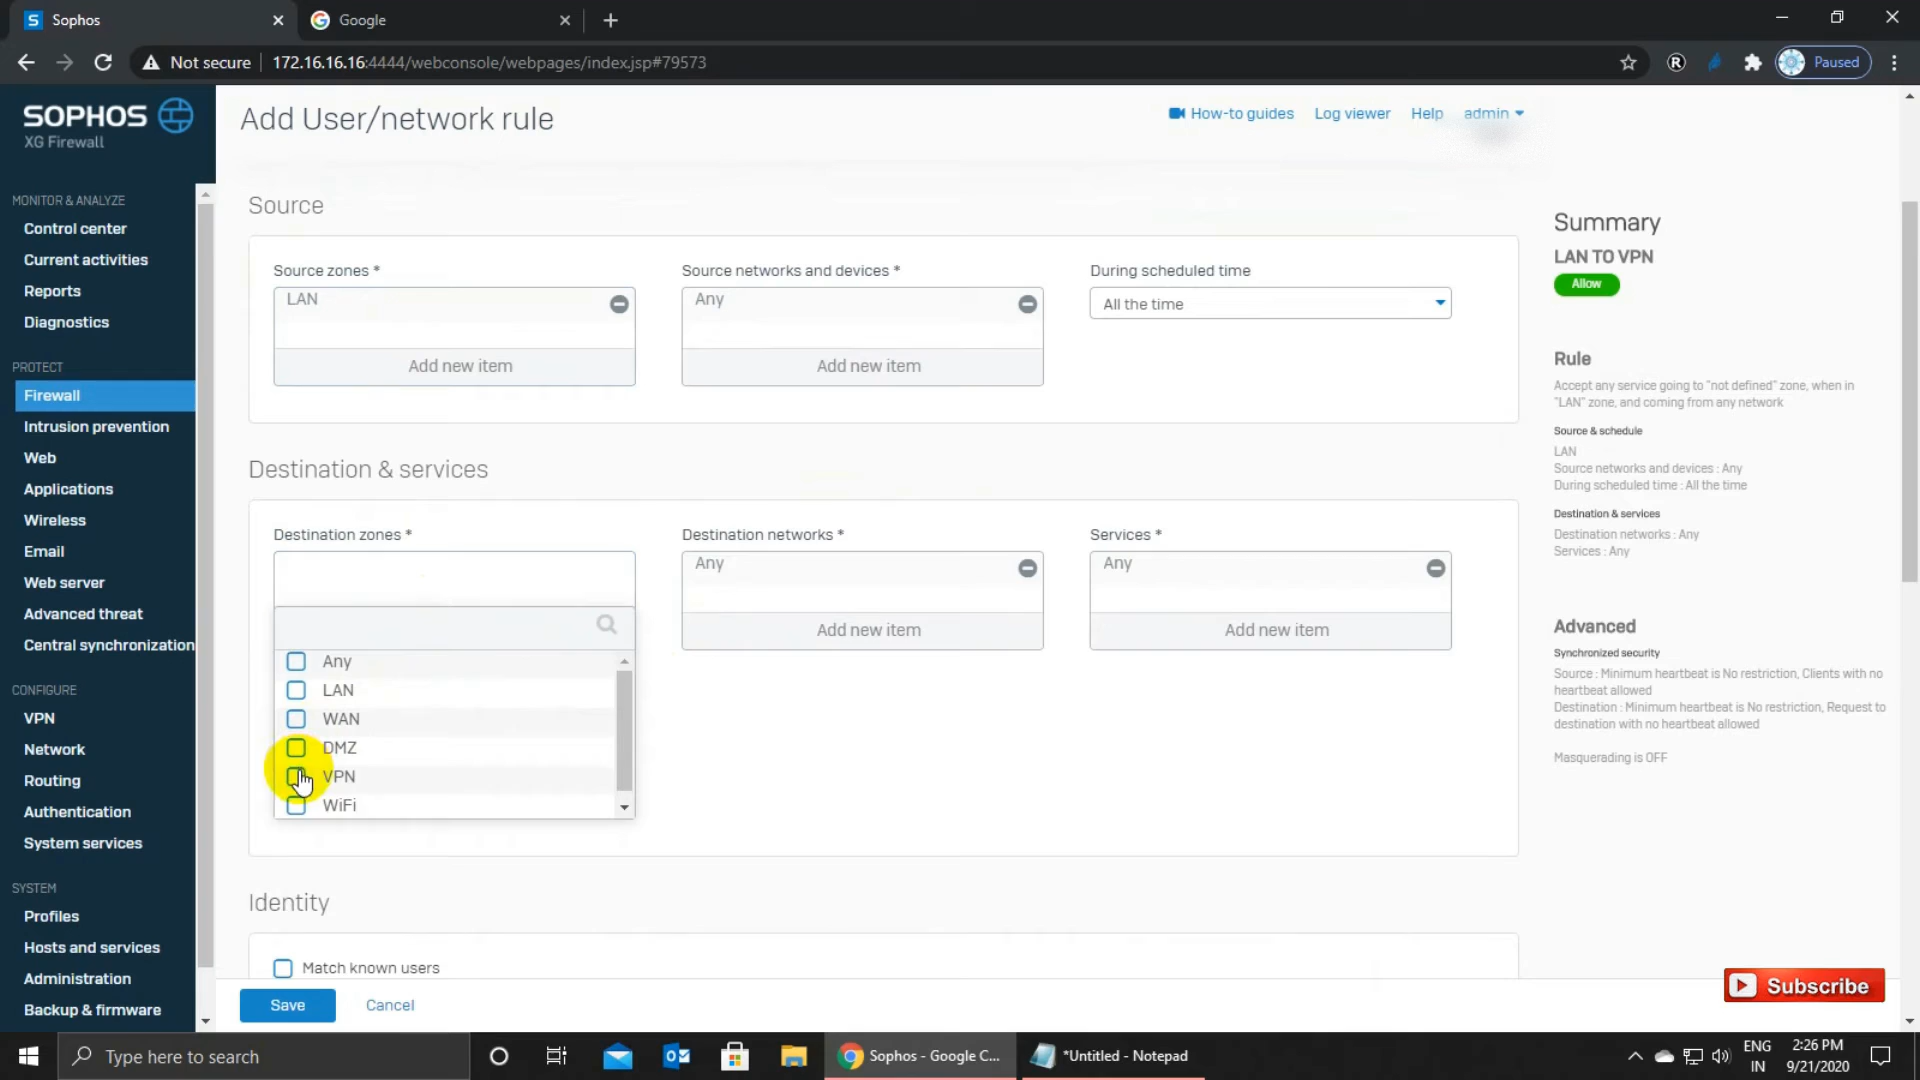 S Sophos
Google
Not secure
172.16.16.16:4444/webconsole/webpages/index.jsp#79573
R
Paused
SOPHOS
XG Firewall
Add User/network rule
How-to guides
Log viewer
Help
admin
MONITOR & ANALYZE
Control center
Current activities
Reports
Diagnostics
PROTECT
Firewall
Intrusion prevention
Web
Applications
Wireless
Email
Web server
Advanced threat
Central synchronization
CONFIGURE
VPN
Network
Routing
Authentication
System services
SYSTEM
Profiles
Hosts and services
Administration
Backup & firmware
Source
Source zones *
LAN
Add new item
Source networks and devices *
Any
Add new item
During scheduled time
All the time
Destination & services
Destination zones *
Any
LAN
WAN
DMZ
VPN
WiFi
Destination networks *
Any
Add new item
Services *
Any
Add new item
Identity
Match known users
Save
Cancel
Summary
LAN TO VPN
Allow
Rule
Accept any service going to "not defined" zone, when in
"LAN" zone, and coming from any network
Source & schedule
LAN
Source networks and devices : Any
During scheduled time : All the time
Destination & services
Destination networks : Any
Services : Any
Advanced
Synchronized security
Source : Minimum heartbeat is No restriction, Clients with no
heartbeat allowed
Destination : Minimum heartbeat is No restriction, Request to
destination with no heartbeat allowed
Masquerading is OFF
Subscribe
Type here to search
Sophos - Google C...
*Untitled - Notepad
ENG
IN
2:26 PM
9/21/2020